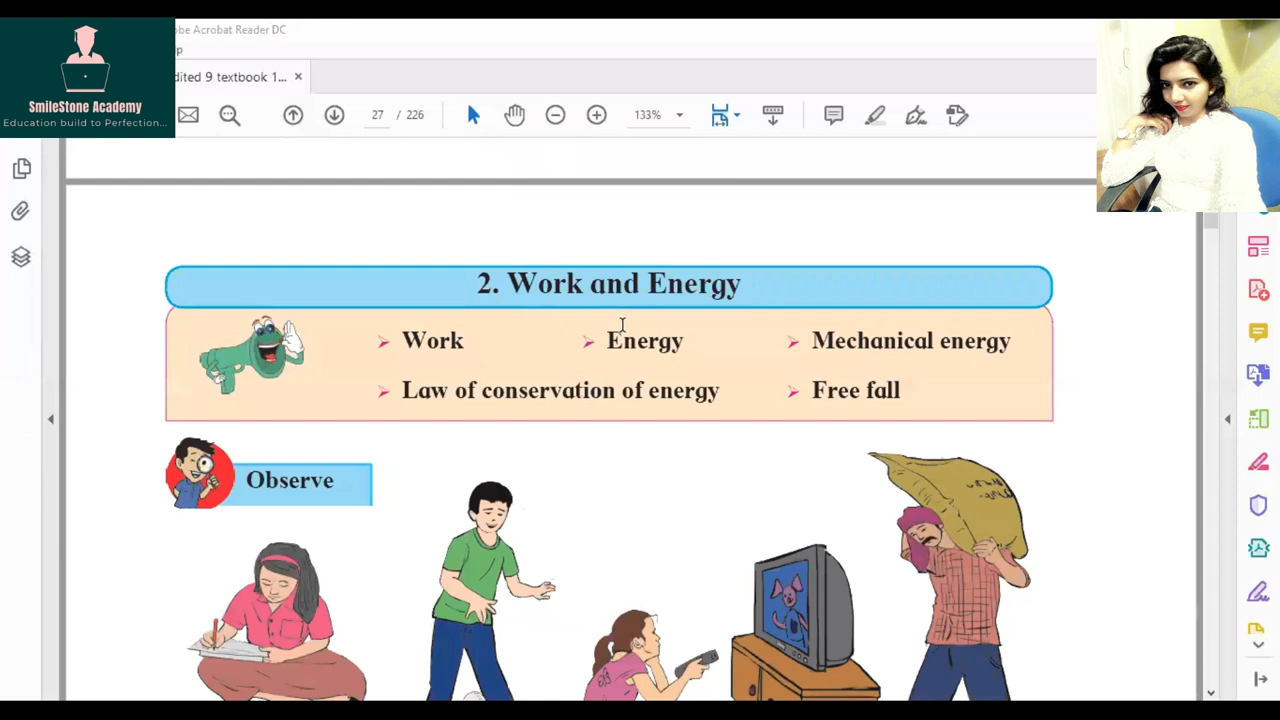 obe Acrobat Reader DC
p
dited 9 textbook 1...
SmileStone Academy
Education build to Perfection...
27 / 226
133%
2. Work and Energy
Work
Energy
Mechanical energy
Law of conservation of energy
Free fall
Observe